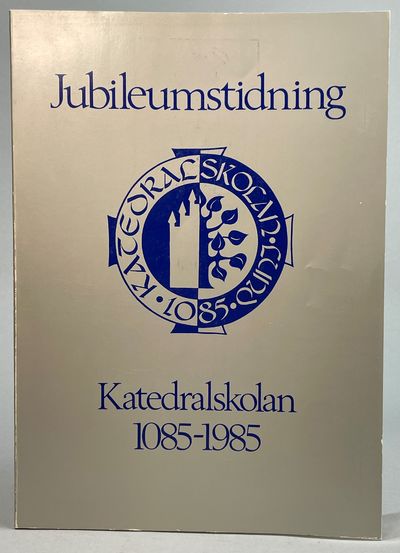 Jubileumstidning
KATEDRALSKOLAN · LUND · 1085 ·
Katedralskolan
1085-1985